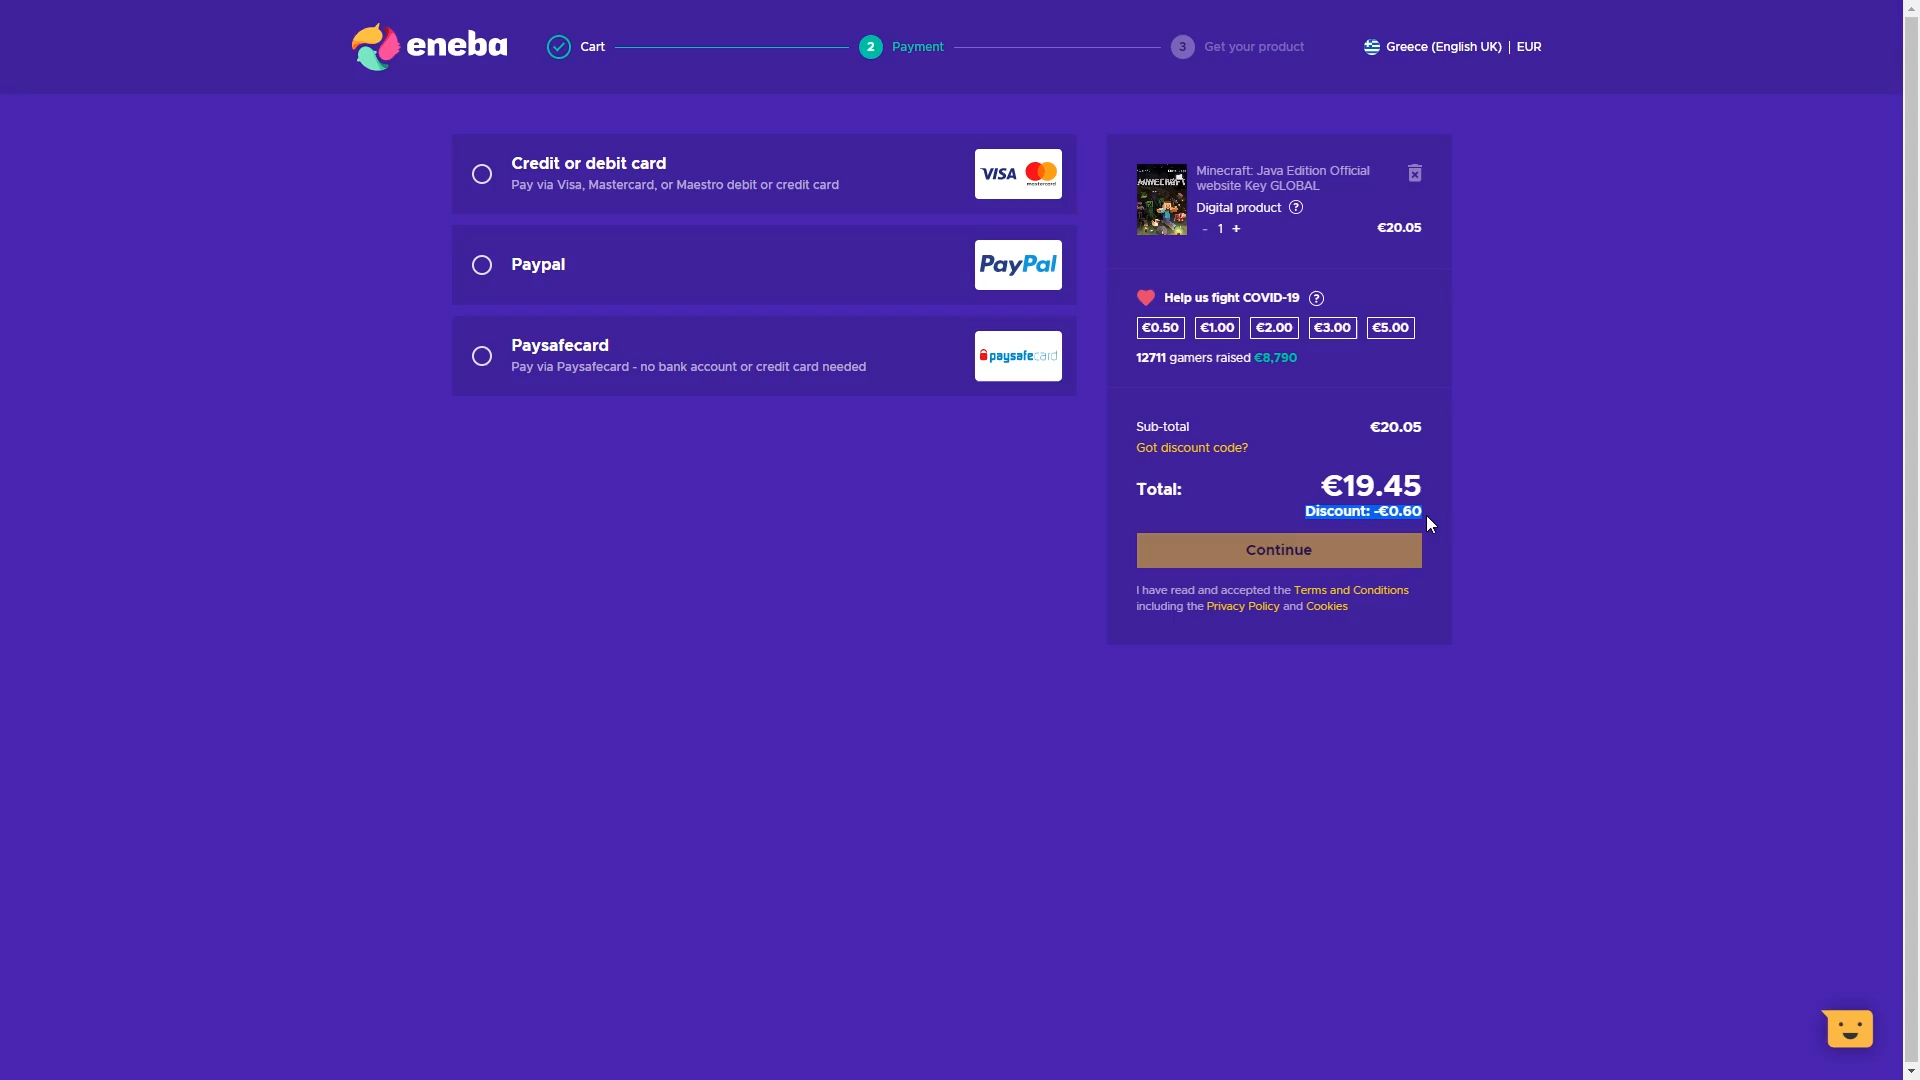 eneba
Cart
2
Payment
3
Get your product
Greece (English UK) | EUR
Credit or debit card
Pay via Visa, Mastercard, or Maestro debit or credit card
VISA
mastercard
Paypal
PayPal
Paysafecard
Pay via Paysafecard - no bank account or credit card needed
paysafecard
MINECRAFT
Minecraft: Java Edition Official
website Key GLOBAL
Digital product ?
- 1 +
€20.05
Help us fight COVID-19 ?
€0.50 €1.00 €2.00 €3.00 €5.00
12711 gamers raised €8,790
Sub-total €20.05
Got discount code?
Total: €19.45
Discount: -€0.60
Continue
I have read and accepted the Terms and Conditions
including the Privacy Policy and Cookies